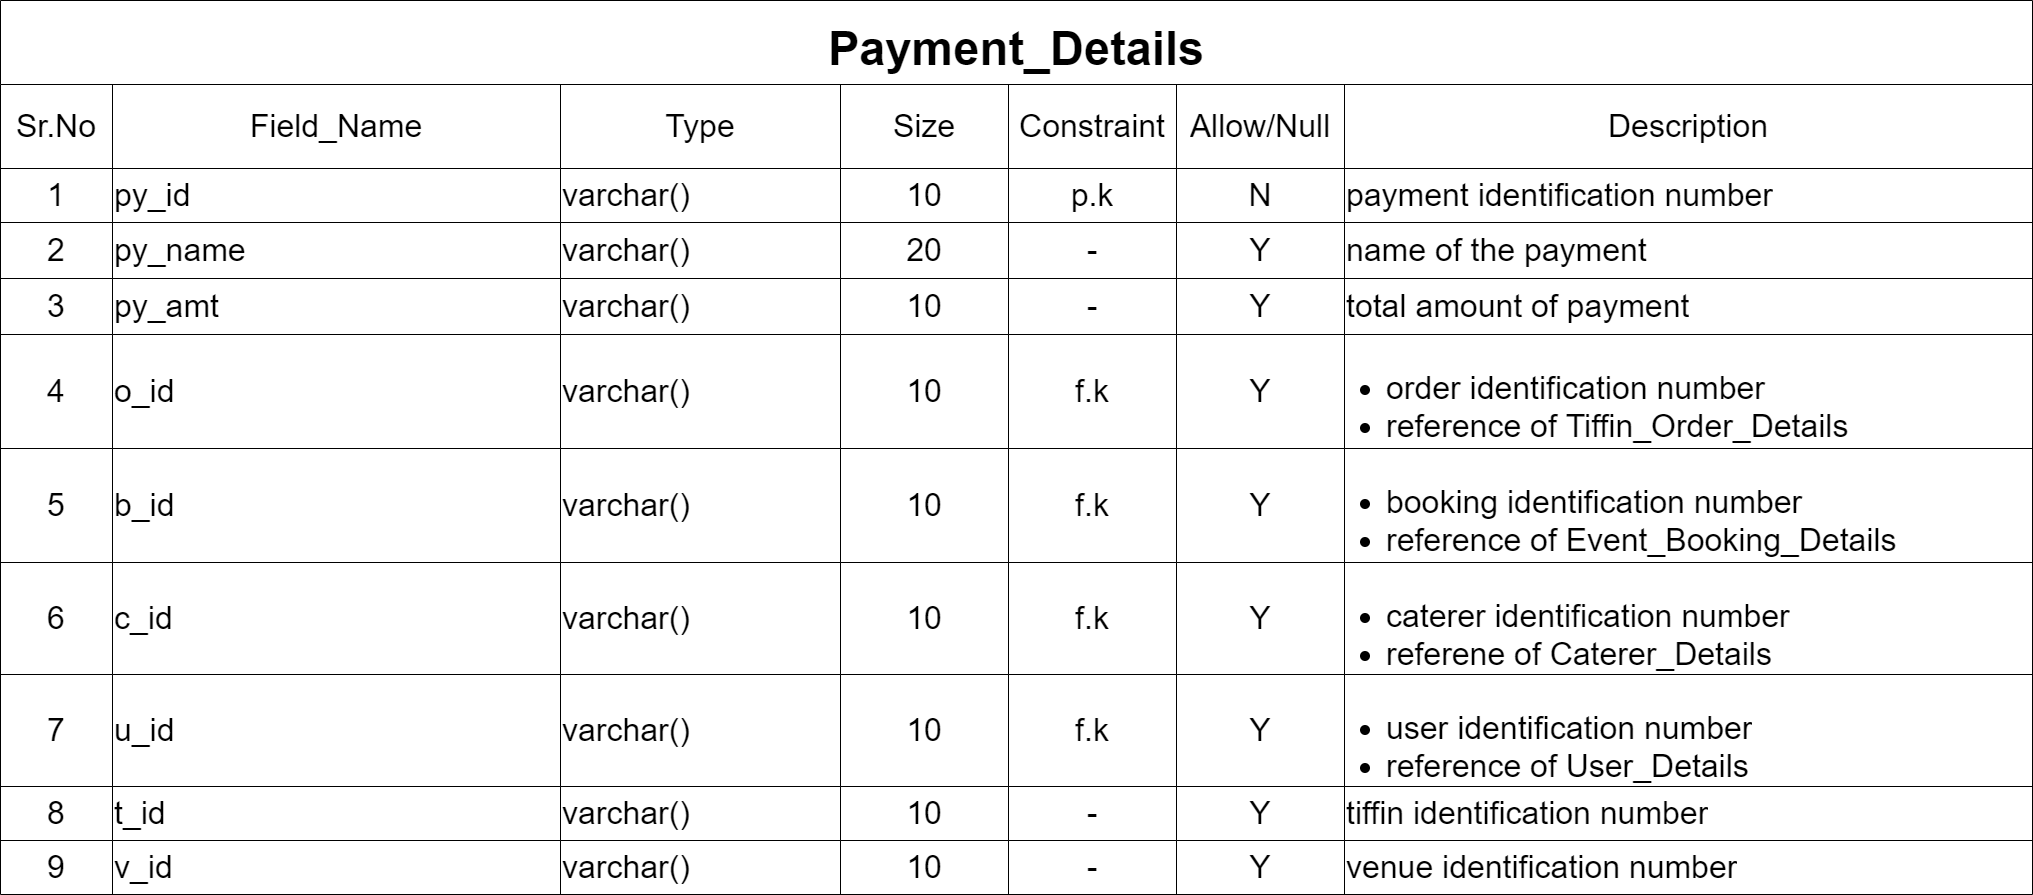 Payment_Details
Sr.No Field_Name Type Size Constraint Allow/Null Description
1 py_id varchar() 10 p.k N payment identification number
2 py_name varchar() 20 - Y name of the payment
3 py_amt varchar() 10 - Y total amount of payment
4 o_id varchar() 10 f.k Y • order identification number
• reference of Tiffin_Order_Details
5 b_id varchar() 10 f.k Y • booking identification number
• reference of Event_Booking_Details
6 c_id varchar() 10 f.k Y • caterer identification number
• referene of Caterer_Details
7 u_id varchar() 10 f.k Y • user identification number
• reference of User_Details
8 t_id varchar() 10 - Y tiffin identification number
9 v_id varchar() 10 - Y venue identification number